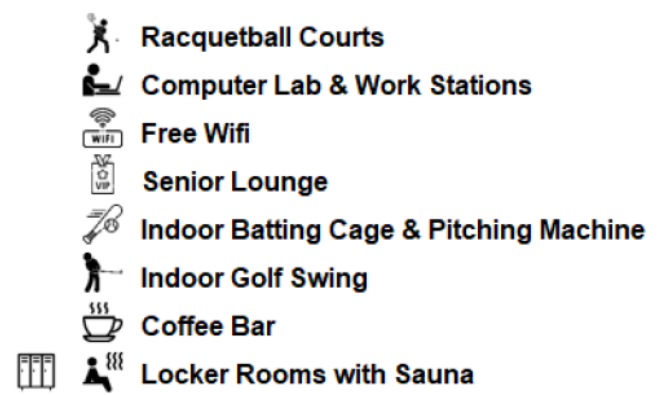 Racquetball Courts
Computer Lab & Work Stations
WIFI Free Wifi
VIP Senior Lounge
Indoor Batting Cage & Pitching Machine
Indoor Golf Swing
Coffee Bar
Locker Rooms with Sauna